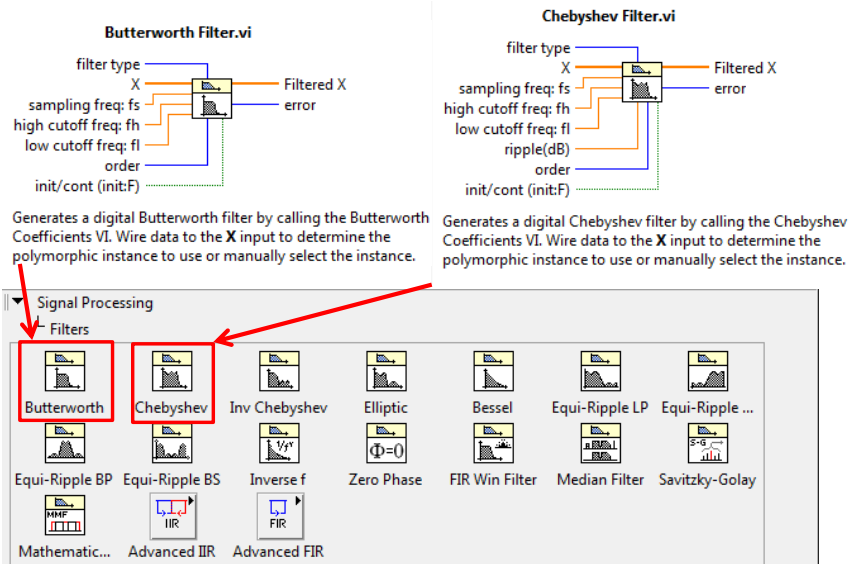 Butterworth Filter.vi
filter type
X
sampling freq: fs
high cutoff freq: fh
low cutoff freq: fl
order
init/cont (init:F)
Filtered X
error
Generates a digital Butterworth filter by calling the Butterworth
Coefficients VI. Wire data to the X input to determine the
polymorphic instance to use or manually select the instance.
Chebyshev Filter.vi
filter type
X
sampling freq: fs
high cutoff freq: fh
low cutoff freq: fl
ripple(dB)
order
init/cont (init:F)
Filtered X
error
Generates a digital Chebyshev filter by calling the Chebyshev
Coefficients VI. Wire data to the X input to determine the
polymorphic instance to use or manually select the instance.
Signal Processing
Filters
Butterworth Chebyshev Inv Chebyshev Elliptic Bessel Equi-Ripple LP Equi-Ripple ...
1/fγ Φ=0 S-G
Equi-Ripple BP Equi-Ripple BS Inverse f Zero Phase FIR Win Filter Median Filter Savitzky-Golay
MMF IIR FIR
Mathematic... Advanced IIR Advanced FIR